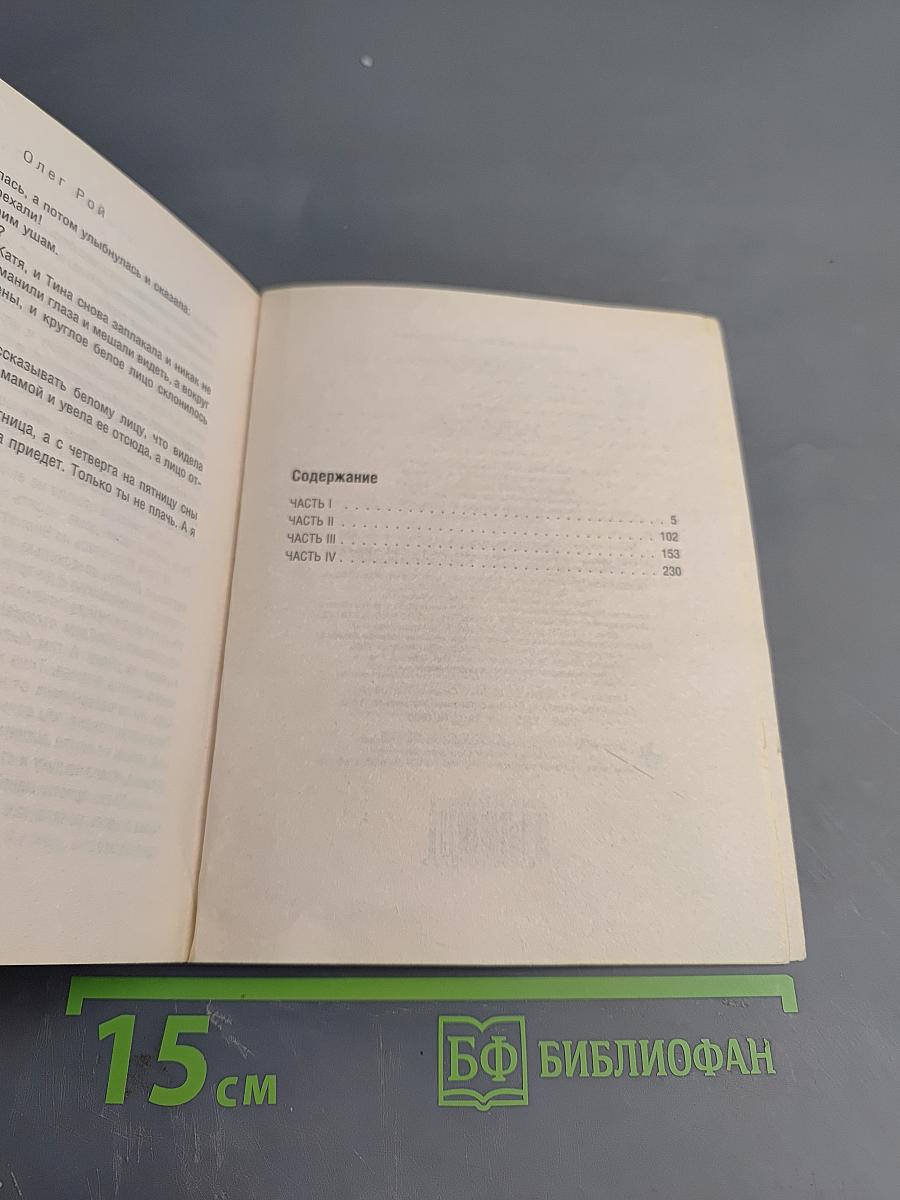 Олег Рой
лась, а потом улыбнулась и сказала:
оехали!
им ушам.
?
Катя, и Тина снова заплакала и никак не
манили глаза и мешали видеть, а вокруг
ены, и круглое белое лицо склонилось
ссказывать белому лицу, что видела
мамой и увела ее отсюда, а лицо от-
тница, а с четверга на пятницу сны
а приедет. Только ты не плачь. А я
Содержание
ЧАСТЬ I . . . . . . . . . . 5
ЧАСТЬ II . . . . . . . . . . 102
ЧАСТЬ III . . . . . . . . . . 153
ЧАСТЬ IV . . . . . . . . . . 230
15 см
БФ БИБЛИОФАН